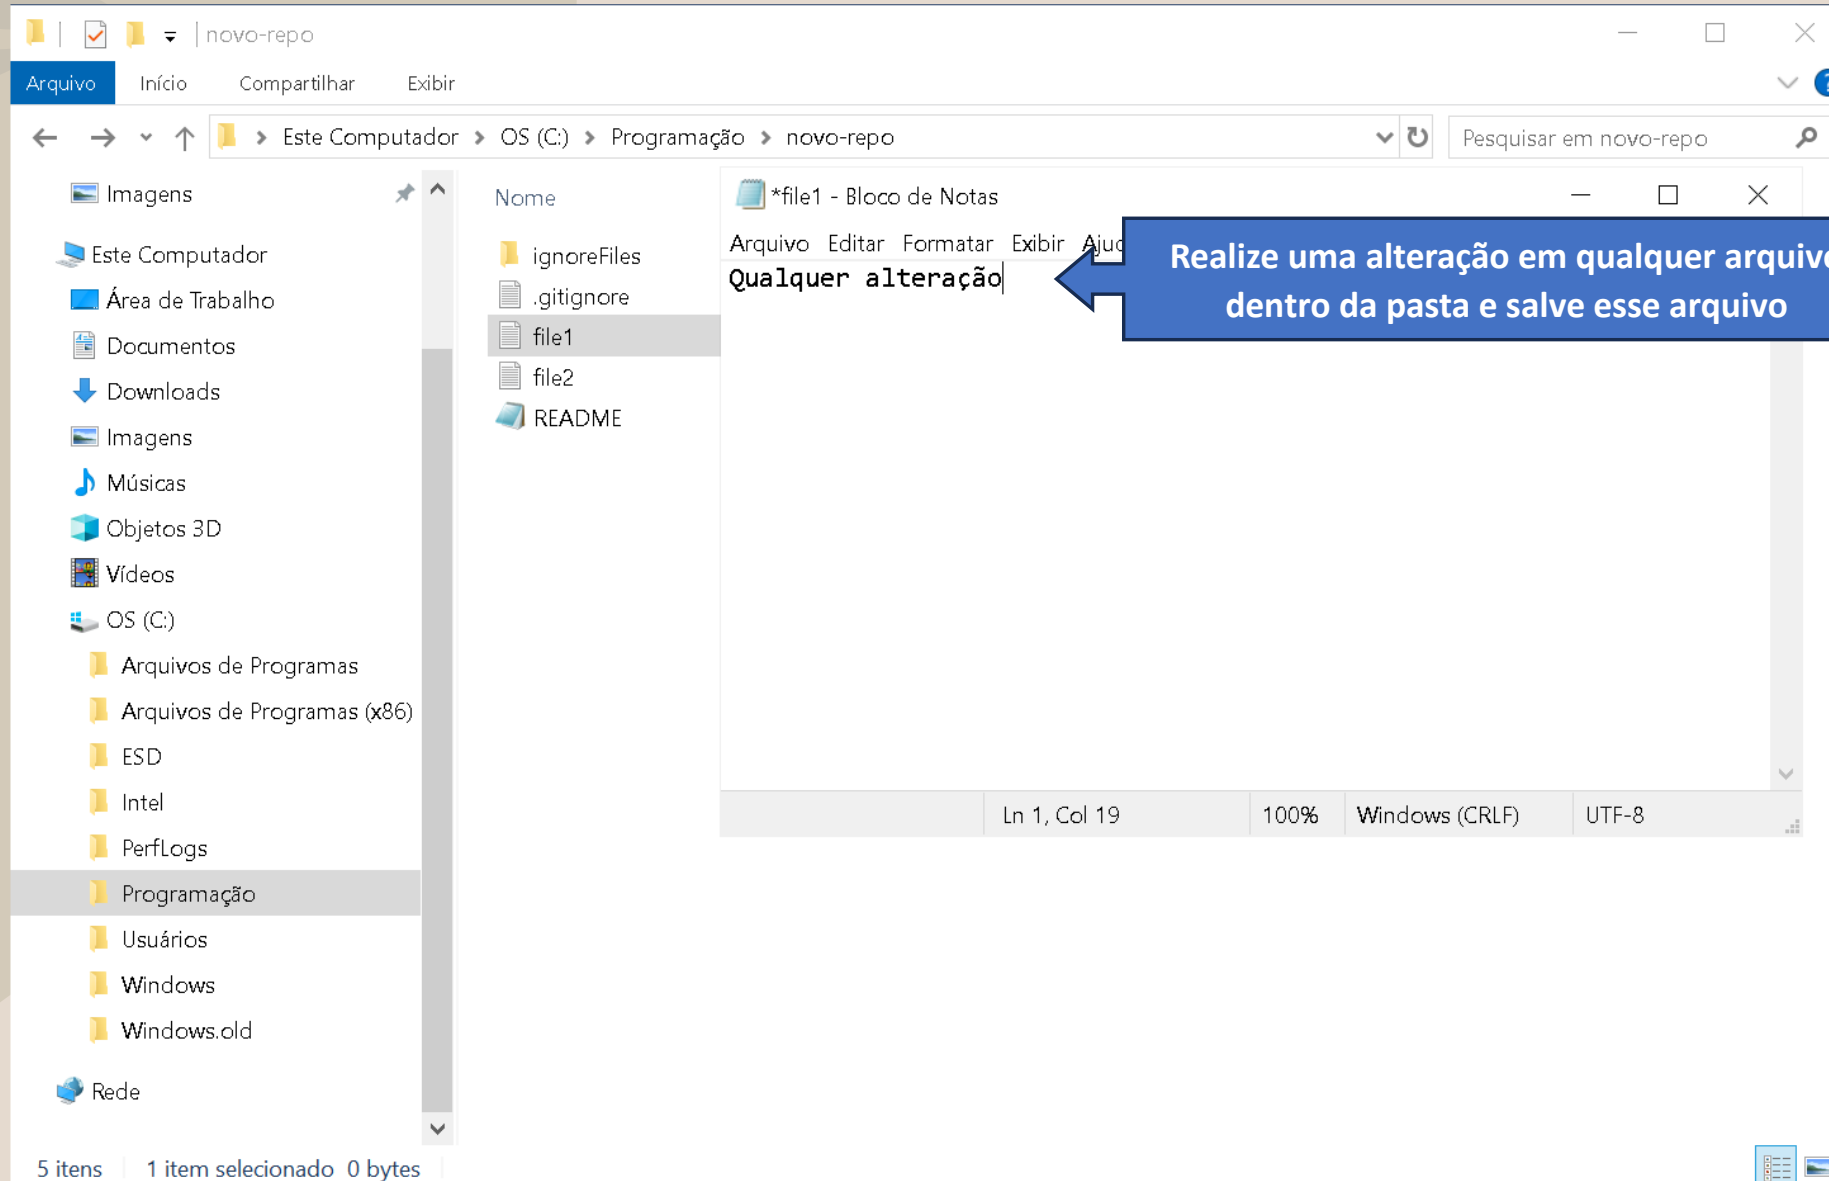 novo-repo
Arquivo Início Compartilhar Exibir
Este Computador > OS (C:) > Programação > novo-repo
Pesquisar em novo-repo
Imagens
Este Computador
Área de Trabalho
Documentos
Downloads
Imagens
Músicas
Objetos 3D
Vídeos
OS (C:)
Arquivos de Programas
Arquivos de Programas (x86)
ESD
Intel
PerfLogs
Programação
Usuários
Windows
Windows.old
Rede
Nome
ignoreFiles
.gitignore
file1
file2
README
*file1 - Bloco de Notas
Arquivo Editar Formatar Exibir
Qualquer alteração
Realize uma alteração em qualquer arquivo
dentro da pasta e salve esse arquivo
Ln 1, Col 19 100% Windows (CRLF) UTF-8
5 itens 1 item selecionado 0 bytes